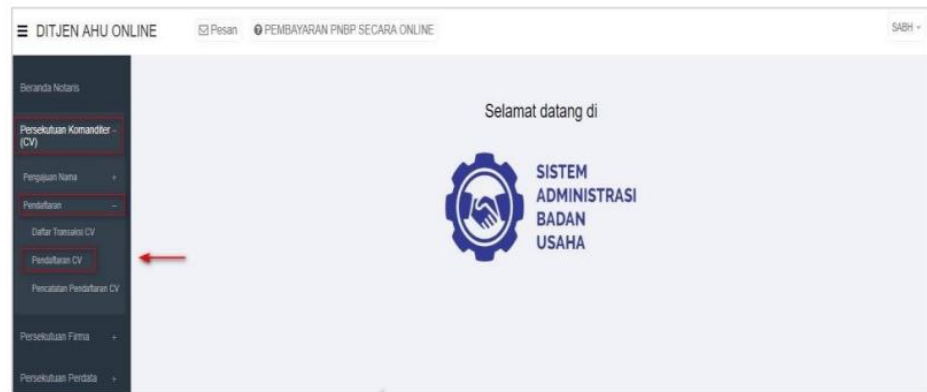 DITJEN AHU ONLINE
Pesan
PEMBAYARAN PNBP SECARA ONLINE
SABH
Beranda Notaris
Persekutuan Komanditer
(CV)
Pengajuan Nama +
Pendaftaran -
Daftar Transaksi CV
Pendaftaran CV
Pencatatan Pendaftaran CV
Persekutuan Firma +
Persekutuan Perdata +
Selamat datang di
SISTEM
ADMINISTRASI
BADAN
USAHA